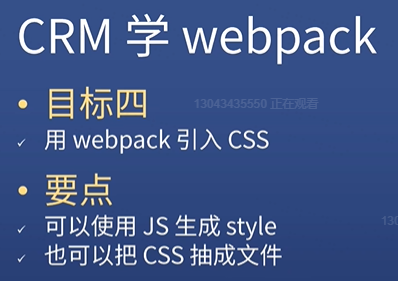 CRM 学 webpack
• 目标四
13043435550 正在观看
✓ 用 webpack 引入 CSS
• 要点
✓ 可以使用 JS 生成 style
130
✓ 也可以把 CSS 抽成文件